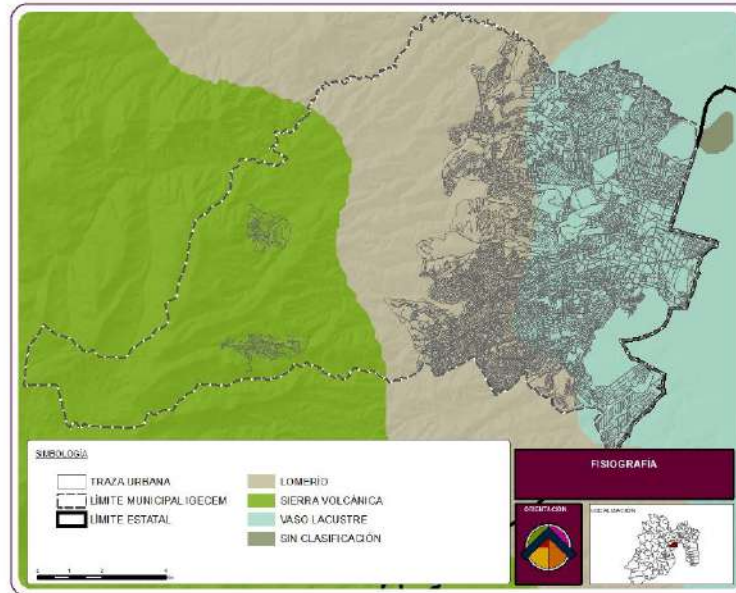 SIMBOLOGÍA
TRAZA URBANA
LÍMITE MUNICIPAL IGECEM
LÍMITE ESTATAL
LOMERÍO
SIERRA VOLCÁNICA
VASO LACUSTRE
SIN CLASIFICACIÓN
FISIOGRAFÍA
ORIENTACIÓN
LOCALIZACIÓN